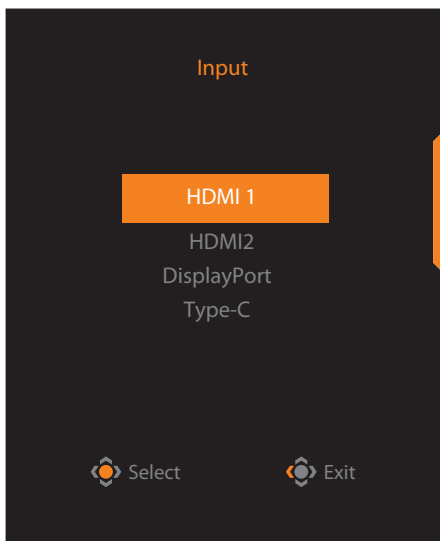 Input
HDMI 1
HDMI2
DisplayPort
Type-C
Select Exit